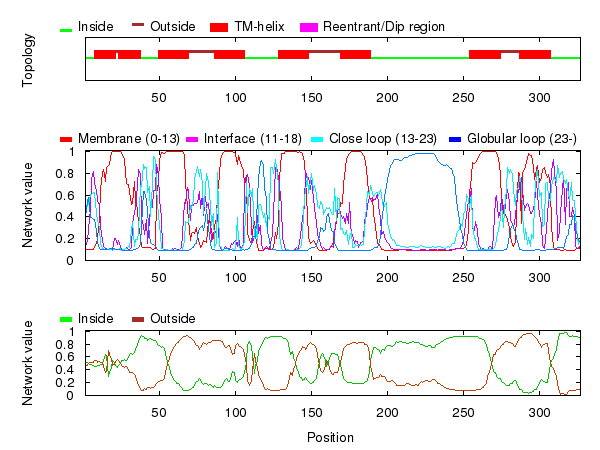 Inside Outside TM-helix Reentrant/Dip region
Topology
50 100 150 200 250 300
Membrane (0-13) Interface (11-18) Close loop (13-23) Globular loop (23-)
Network value
1
0.8
0.6
0.4
0.2
0
50 100 150 200 250 300
Inside Outside
Network value
1
0.8
0.6
0.4
0.2
0
50 100 150 200 250 300
Position